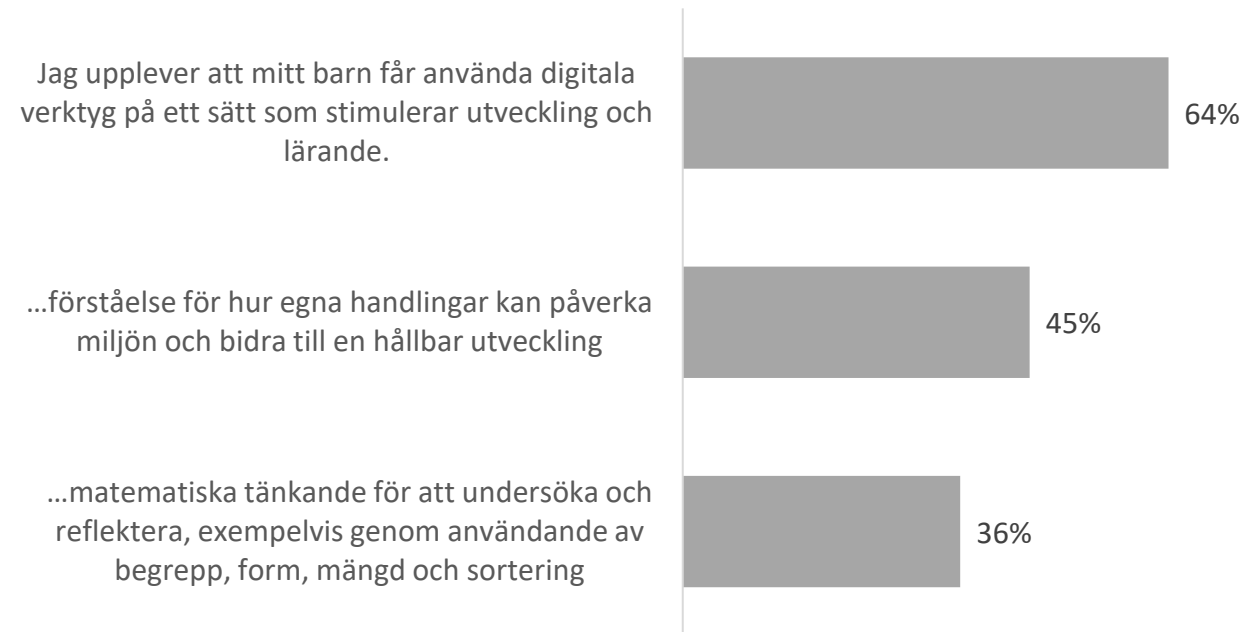 Jag upplever att mitt barn får använda digitala
verktyg på ett sätt som stimulerar utveckling och
lärande.
64%
…förståelse för hur egna handlingar kan påverka
miljön och bidra till en hållbar utveckling
45%
…matematiska tänkande för att undersöka och
reflektera, exempelvis genom användande av
begrepp, form, mängd och sortering
36%